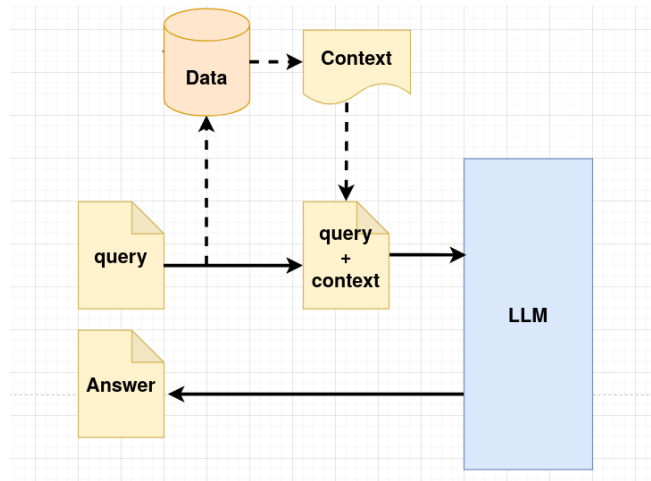 Data
Context
query
query
+
context
LLM
Answer